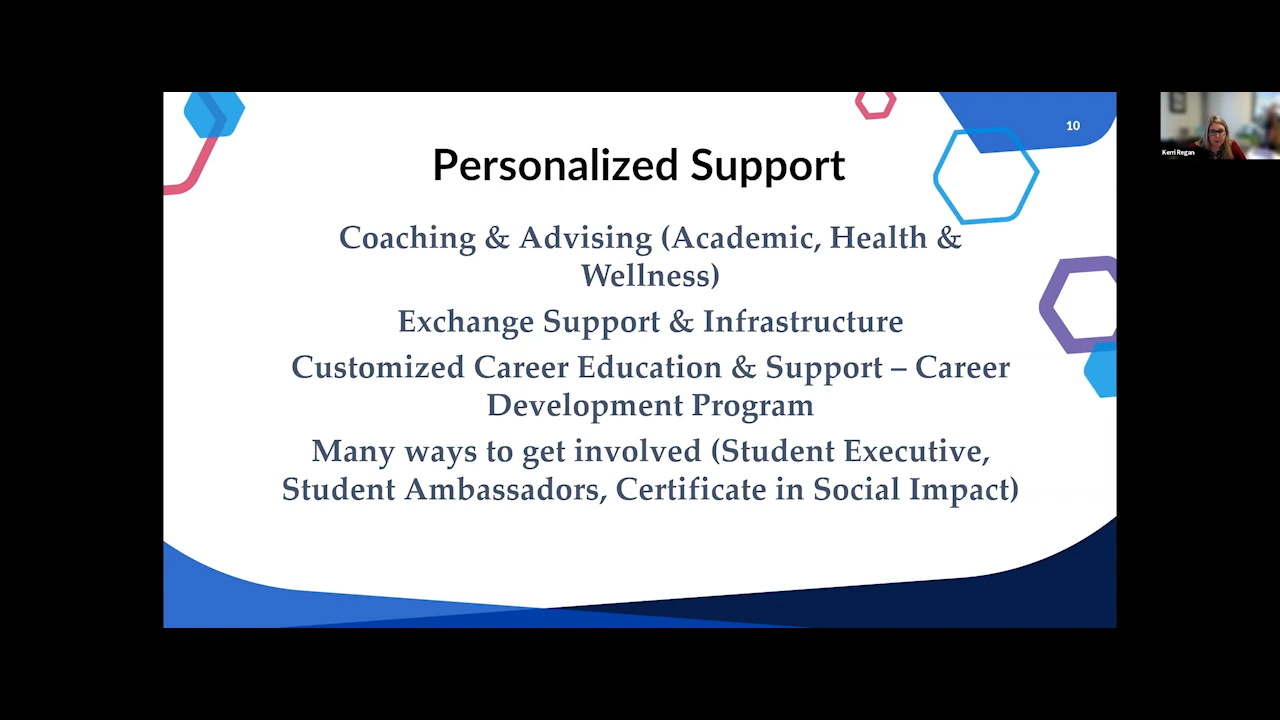 10
Personalized Support
Coaching & Advising (Academic, Health &
Wellness)
Exchange Support & Infrastructure
Customized Career Education & Support – Career
Development Program
Many ways to get involved (Student Executive,
Student Ambassadors, Certificate in Social Impact)
Kerri Regan